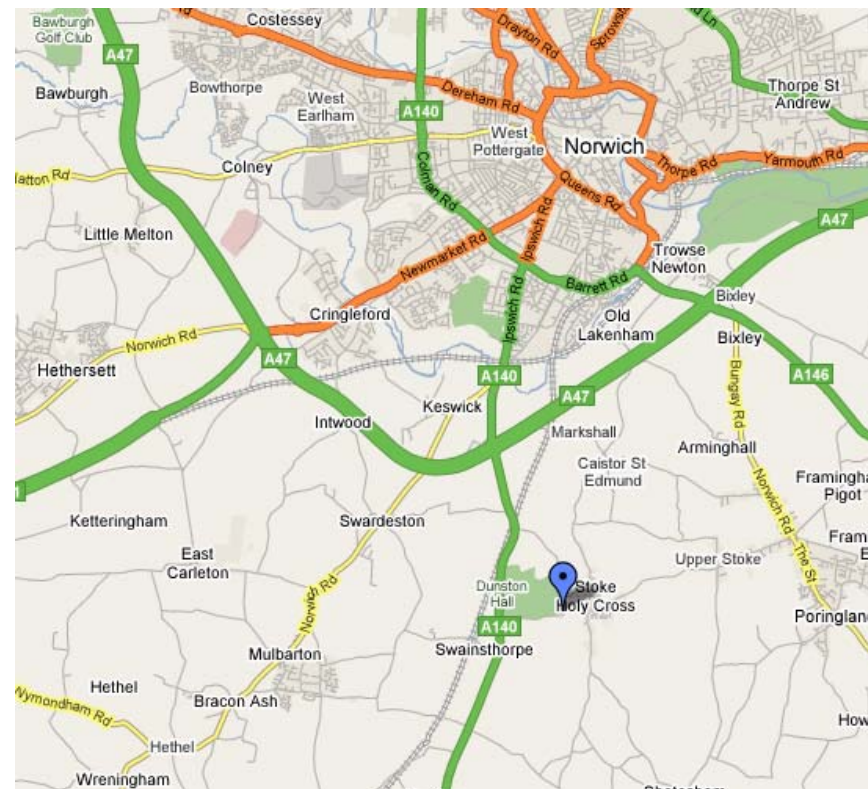 Costessey
Drayton Rd
Bawburgh
Golf Club
A47
Bowthorpe
Bawburgh
West
Earlham
Dereham Rd
A140
Thorpe St
Andrew
West
Pottergate
Norwich
Colney
Colman Rd
Queens Rd
Thorpe Rd
Yarmouth Rd
Little Melton
Newmarket Rd
Ipswich Rd
A47
Trowse
Newton
Barrett Rd
Bixley
Cringleford
Ipswich Rd
Old
Lakenham
Bixley
Norwich Rd
Hethersett
A47
A140
A47
A146
Bungay Rd
Keswick
Intwood
Markshall
Arminghall
Caistor St
Edmund
Norwich Rd
Pigot
Ketteringham
Swardeston
East
Carleton
Upper Stoke
The St
Dunston
Hall
Stoke
Holy Cross
Norwich Rd
A140
Swainsthorpe
Mulbarton
Hethel
Bracon Ash
Wymondham Rd
Hethel
Wreningham